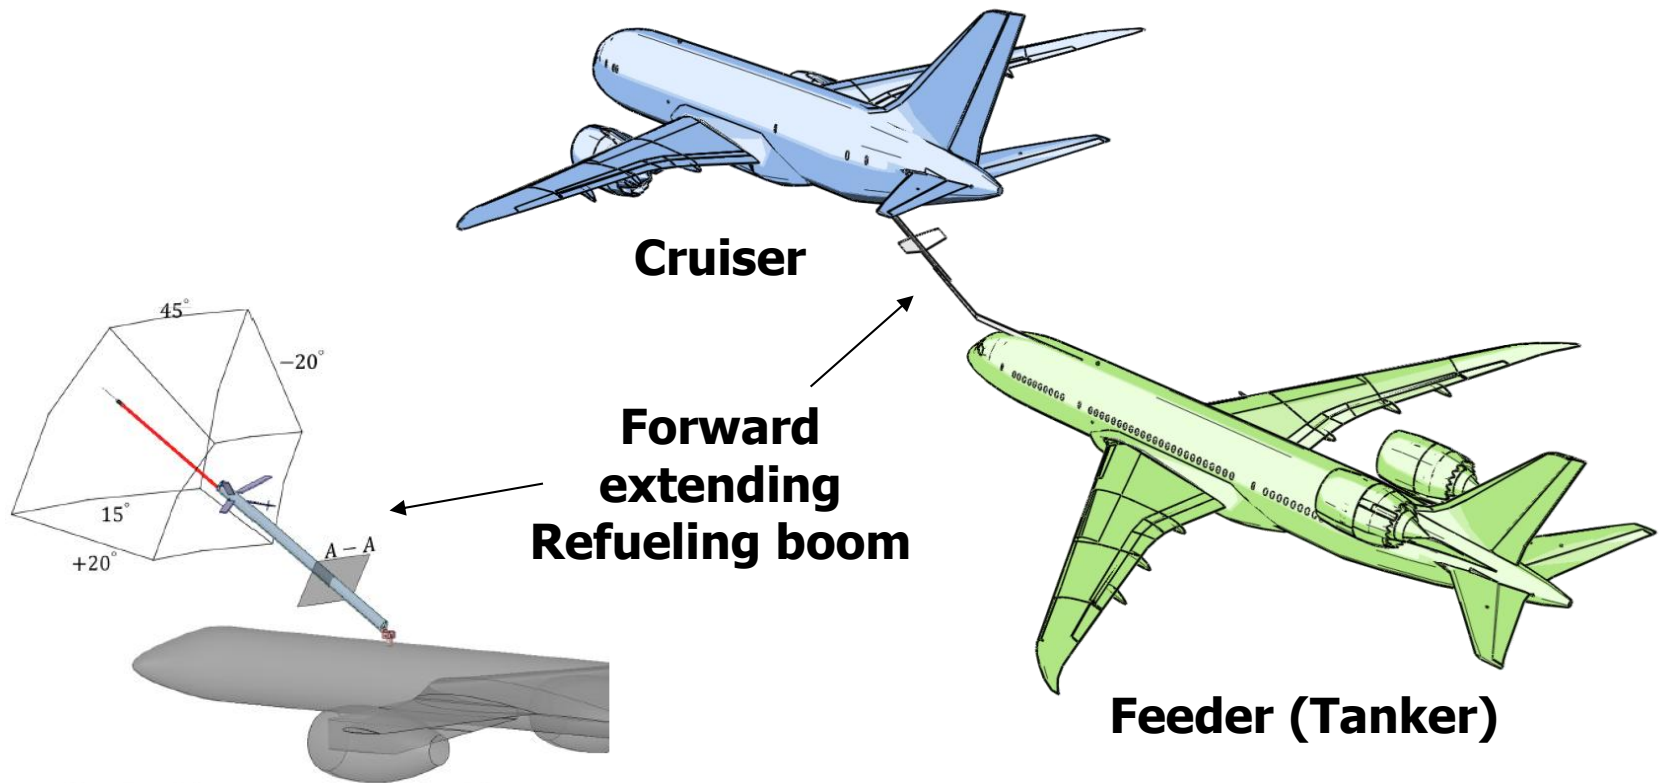 Cruiser
45°
−20°
Forward
extending
Refueling boom
15°
+20°
A − A
Feeder (Tanker)